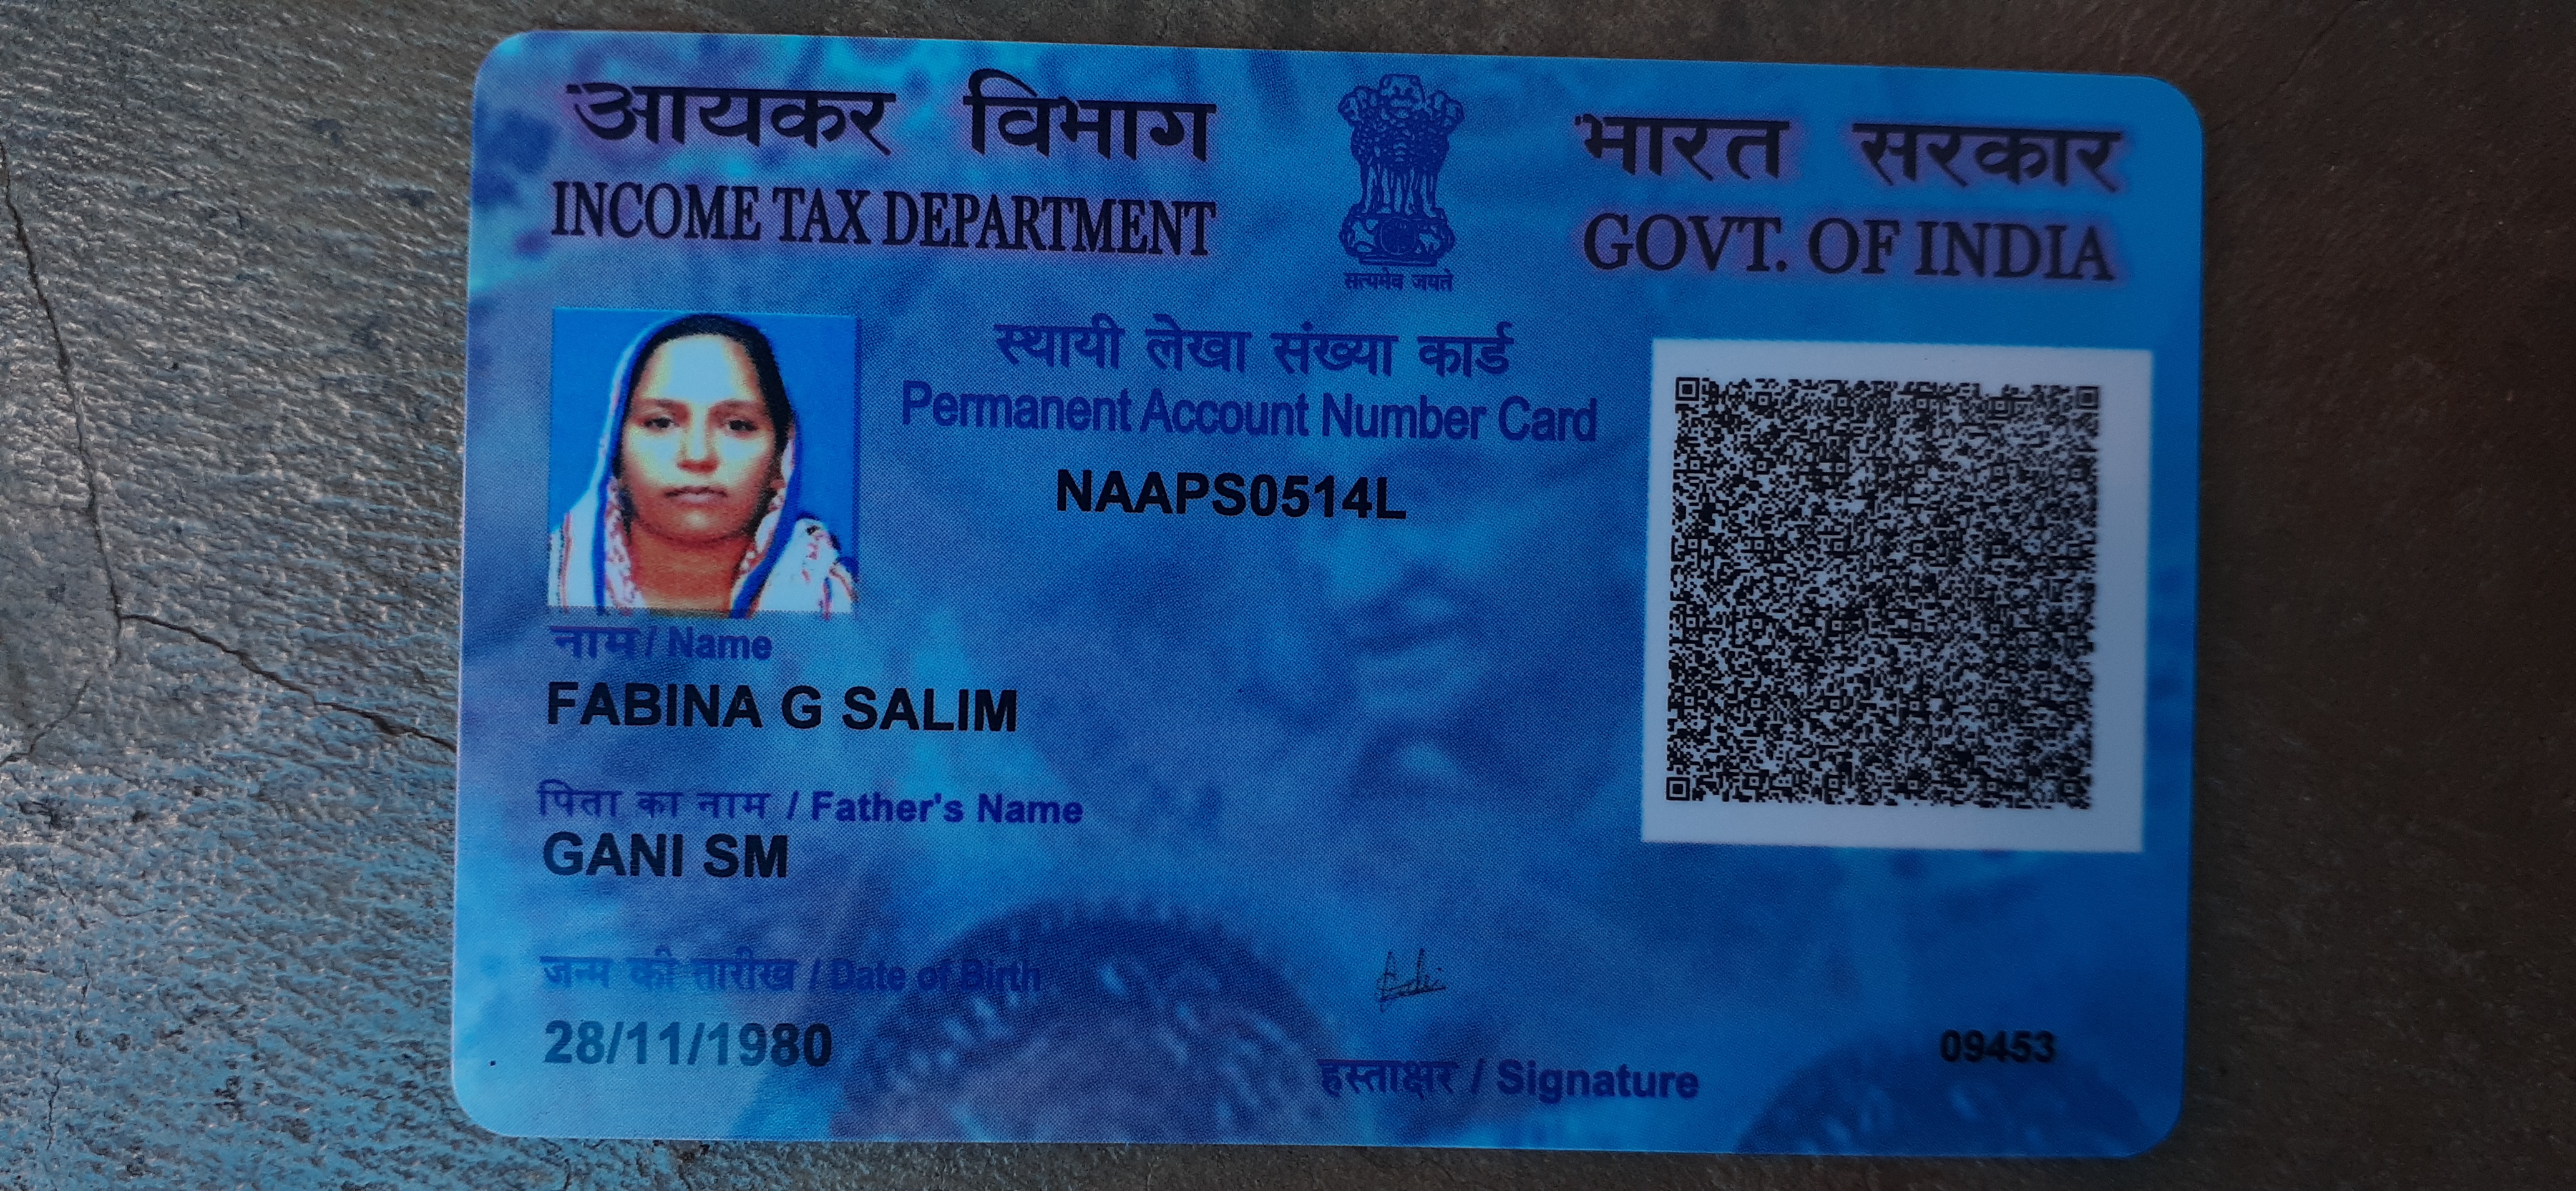 आयकर विभाग
INCOME TAX DEPARTMENT
सत्यमेव जयते
भारत सरकार
GOVT. OF INDIA
स्थायी लेखा संख्या कार्ड
Permanent Account Number Card
NAAPS0514L
नाम / Name
FABINA G SALIM
पिता का नाम / Father's Name
GANI SM
जन्म की तारीख / Date of Birth
28/11/1980
हस्ताक्षर / Signature
09453